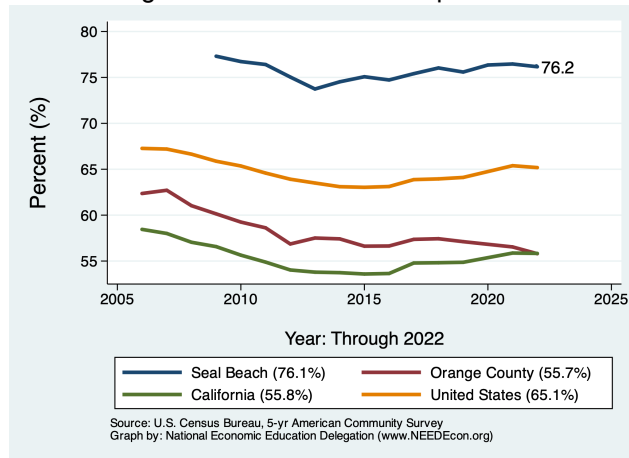 80
75
70
65
60
55
Percent (%)
76.2
2005 2010 2015 2020 2025
Year: Through 2022
Seal Beach (76.1%) Orange County (55.7%)
California (55.8%) United States (65.1%)
Source: U.S. Census Bureau, 5-yr American Community Survey
Graph by: National Economic Education Delegation (www.NEEDEcon.org)